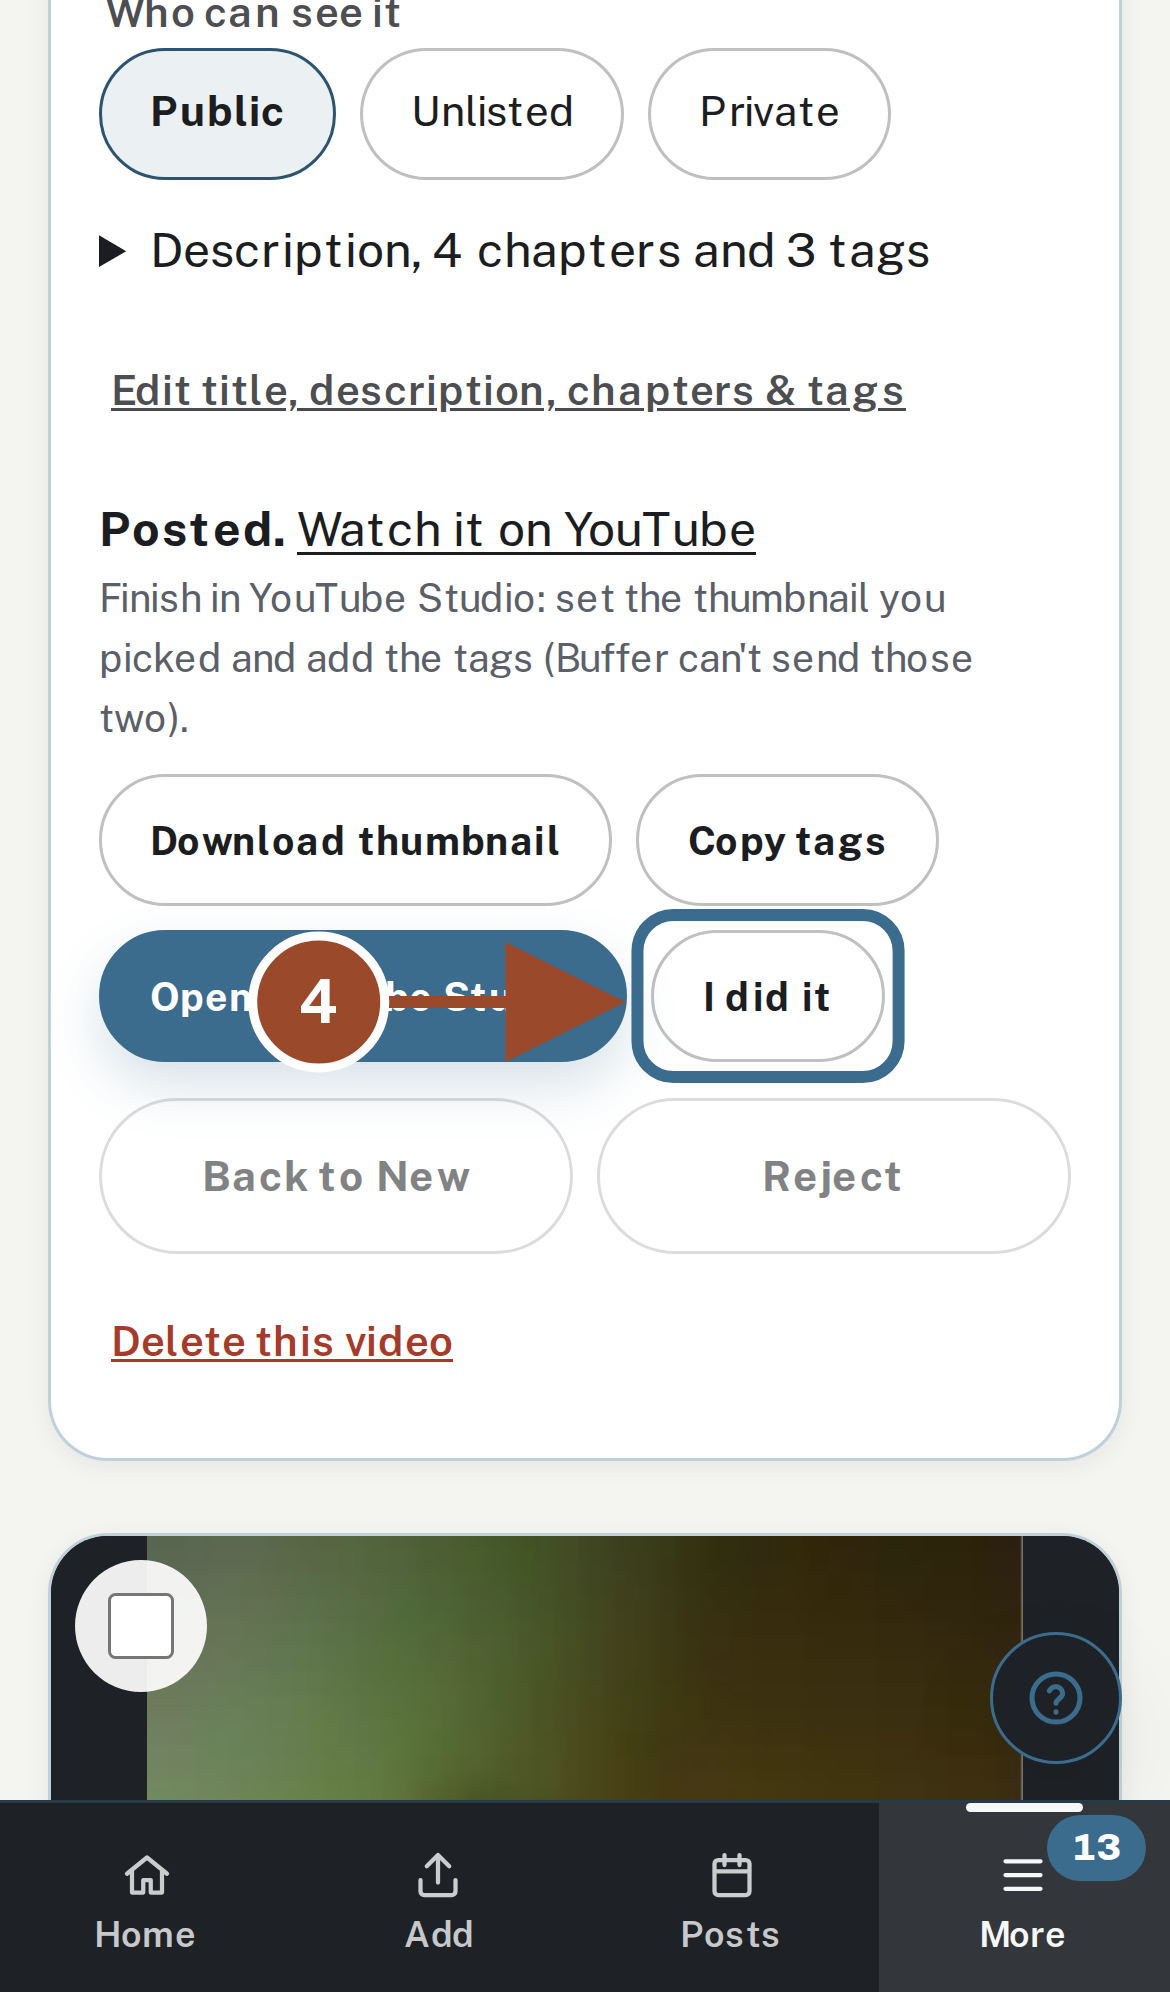 Who can see it
Public
Unlisted
Private
Description, 4 chapters and 3 tags
Edit title, description, chapters & tags
Posted. Watch it on YouTube
Finish in YouTube Studio: set the thumbnail you
picked and add the tags (Buffer can't send those
two).
Download thumbnail
Copy tags
Open
4
I did it
Back to New
Reject
Delete this video
Home
Add
Posts
More
13